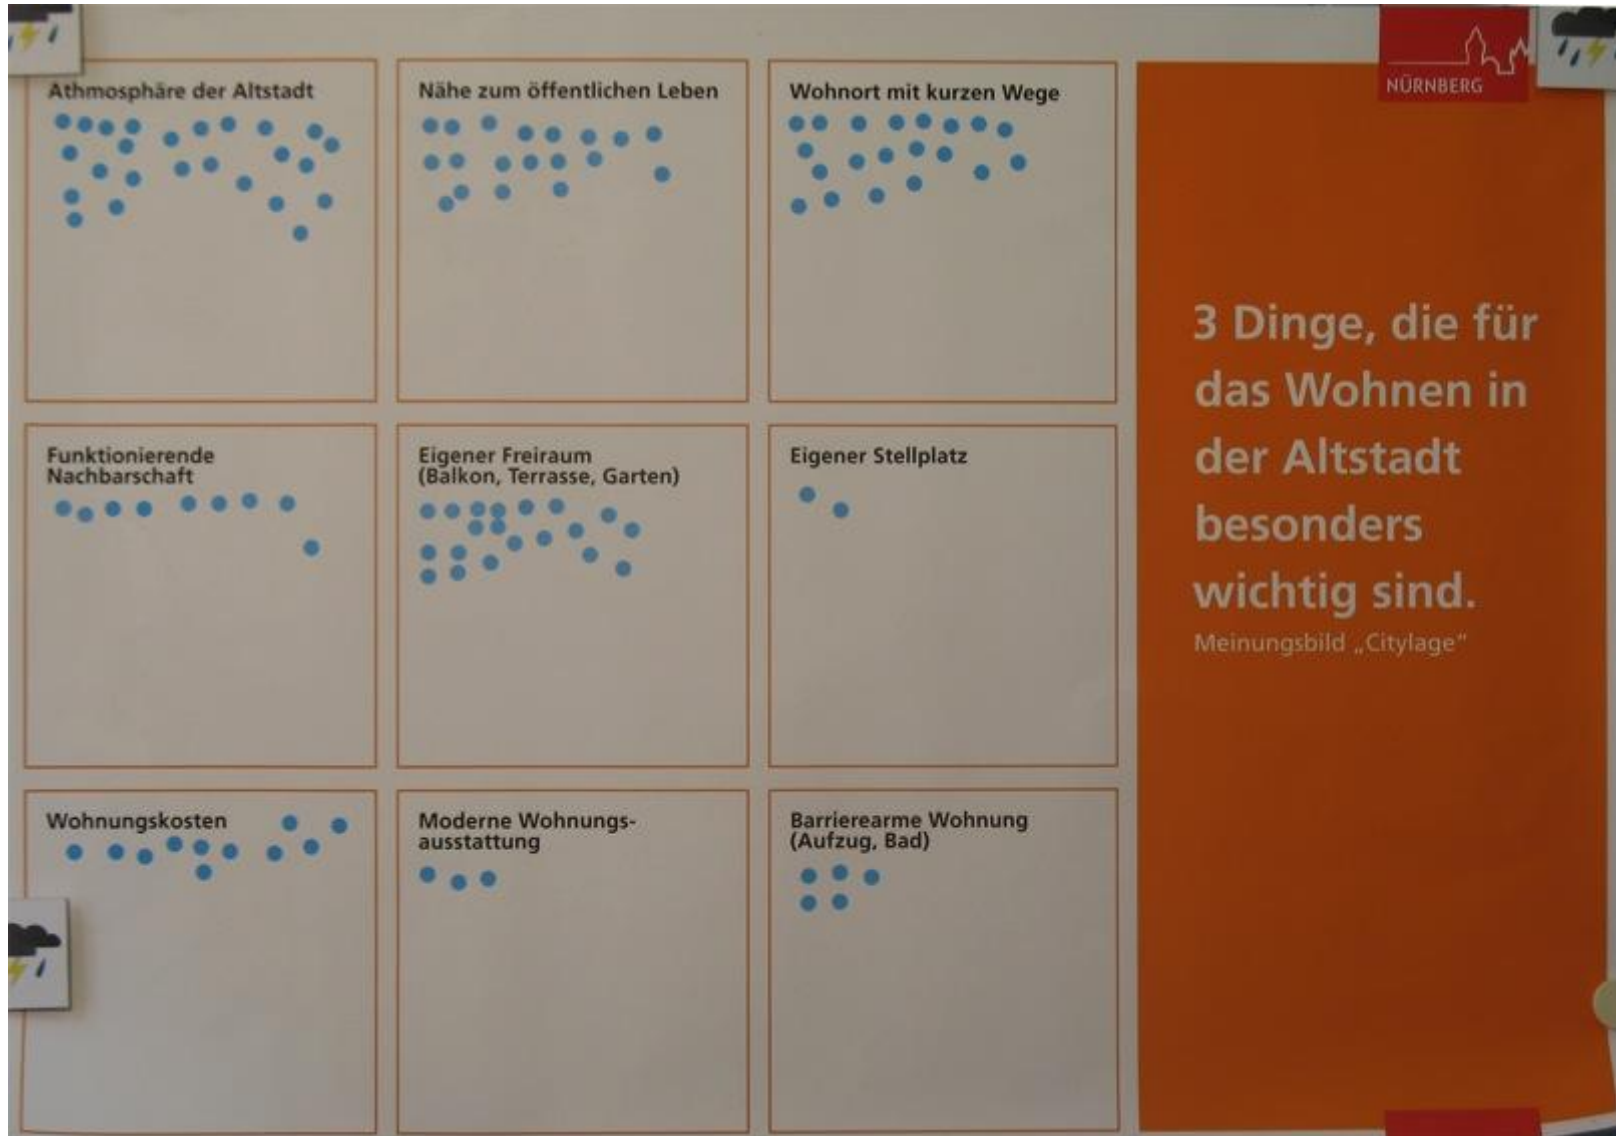 NÜRNBERG
Athmosphäre der Altstadt
Nähe zum öffentlichen Leben
Wohnort mit kurzen Wege
Funktionierende
Nachbarschaft
Eigener Freiraum
(Balkon, Terrasse, Garten)
Eigener Stellplatz
Wohnungskosten
Moderne Wohnungs-
ausstattung
Barrierearme Wohnung
(Aufzug, Bad)
3 Dinge, die für
das Wohnen in
der Altstadt
besonders
wichtig sind.
Meinungsbild „Citylage“